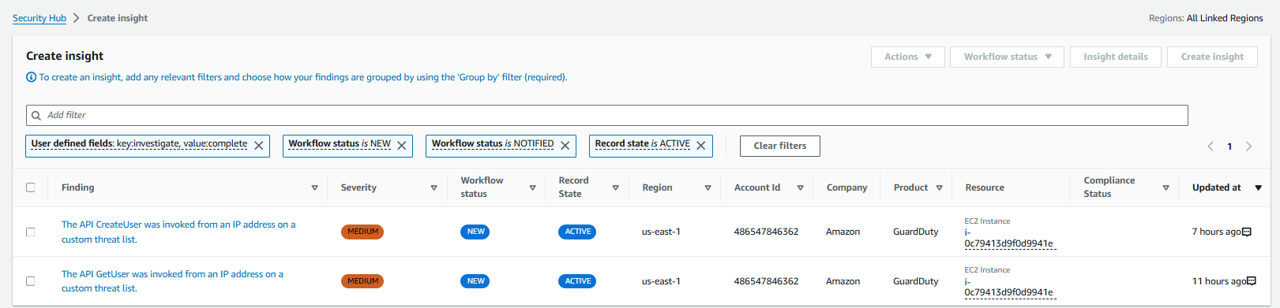 Security Hub > Create insight
Regions: All Linked Regions
Create insight
Actions
Workflow status
Insight details
Create insight
To create an insight, add any relevant filters and choose how your findings are grouped by using the 'Group by' filter (required).
Add filter
User defined fields: key:investigate, value:complete
Workflow status is NEW
Workflow status is NOTIFIED
Record state is ACTIVE
Clear filters
1
Finding
Severity
Workflow
status
Record
State
Region
Account Id
Company
Product
Resource
Compliance
Status
Updated at
The API CreateUser was invoked from an IP address on a
custom threat list.
MEDIUM
NEW
ACTIVE
us-east-1
486547846362
Amazon
GuardDuty
EC2 Instance
i-
0c79413d9f0d9941e
7 hours ago
The API GetUser was invoked from an IP address on a
custom threat list.
MEDIUM
NEW
ACTIVE
us-east-1
486547846362
Amazon
GuardDuty
EC2 Instance
i-
0c79413d9f0d9941e
11 hours ago